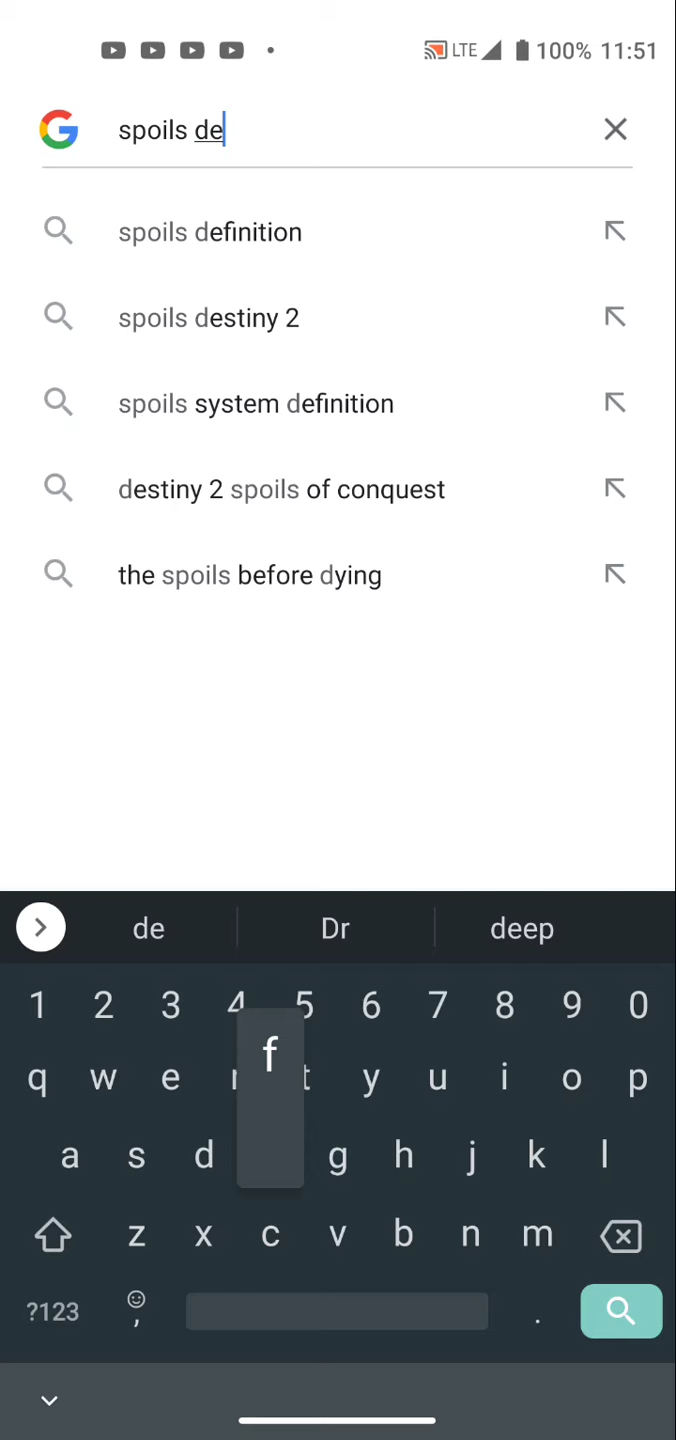 LTE 100% 11:51
spoils de
spoils definition
spoils destiny 2
spoils system definition
destiny 2 spoils of conquest
the spoils before dying
de Dr deep
1 2 3 4 5 6 7 8 9 0
q w e r t y u i o p
f
a s d g h j k l
z x c v b n m
?123 , .